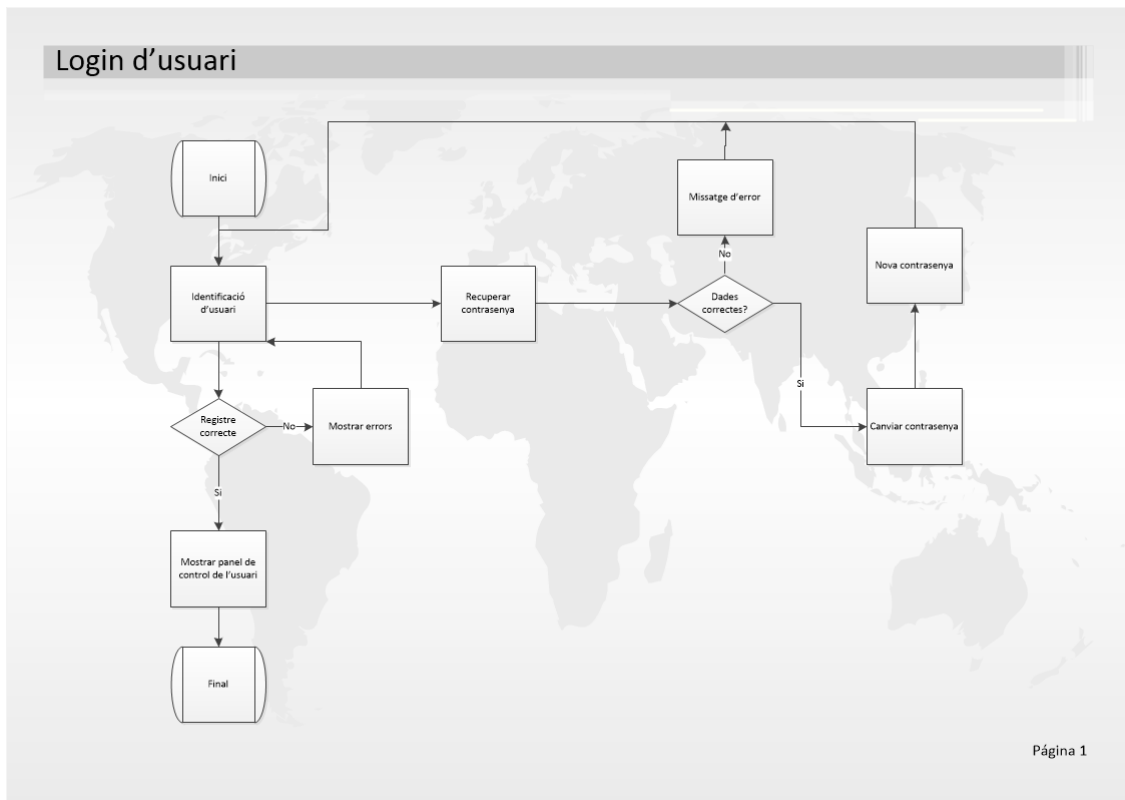 Login d’usuari
Inici
Missatge d’error
No
Nova contrasenya
Identificació
d’usuari
Recuperar
contrasenya
Dades
correctes?
Si
Registre
correcte
No
Mostrar errors
Canviar contrasenya
Si
Mostrar panel de
control de l’usuari
Final
Página 1